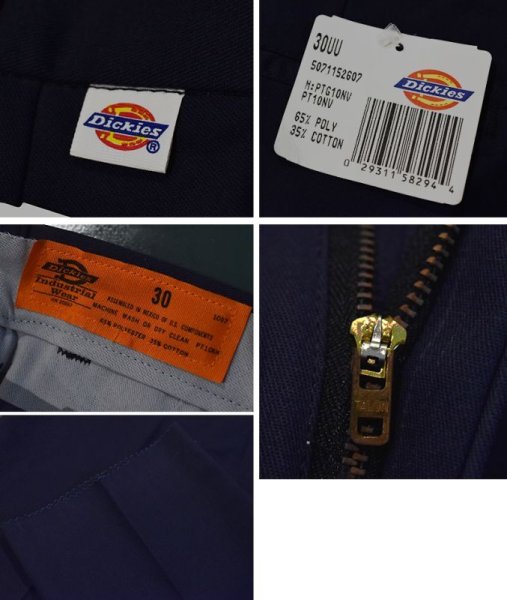 Dickies
®
30UU
5071152607
M:PTG10NV
PT10NV
65% POLY
35% COTTON
Dickies
0 29311 58294 4
Dickies
Industrial
Wear
30
ASSEMBLED IN MEXICO OF U.S. COMPONENTS
MACHINE WASH OR DRY CLEAN
65% POLYESTER 35% COTTON
TALON